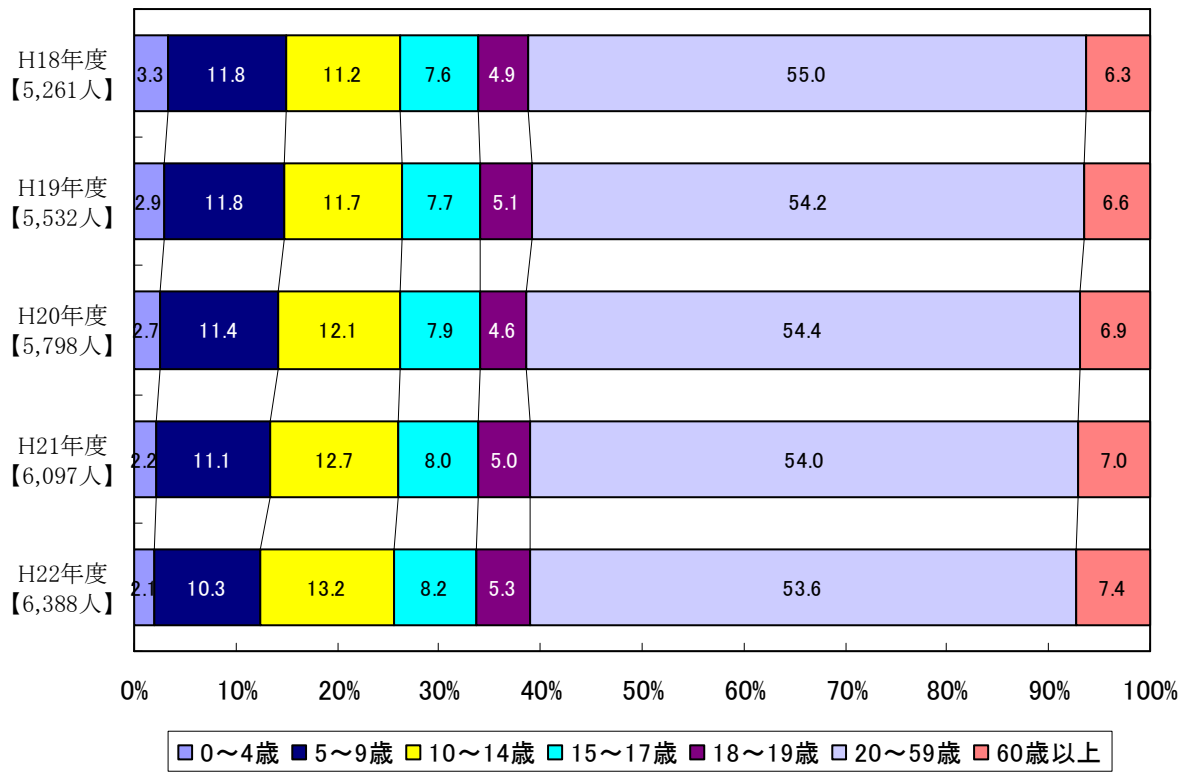 H18年度
【5,261人】
3.3 11.8 11.2 7.6 4.9 55.0 6.3
H19年度
【5,532人】
2.9 11.8 11.7 7.7 5.1 54.2 6.6
H20年度
【5,798人】
2.7 11.4 12.1 7.9 4.6 54.4 6.9
H21年度
【6,097人】
2.2 11.1 12.7 8.0 5.0 54.0 7.0
H22年度
【6,388人】
2.1 10.3 13.2 8.2 5.3 53.6 7.4
0% 10% 20% 30% 40% 50% 60% 70% 80% 90% 100%
0～4歳 5～9歳 10～14歳 15～17歳 18～19歳 20～59歳 60歳以上